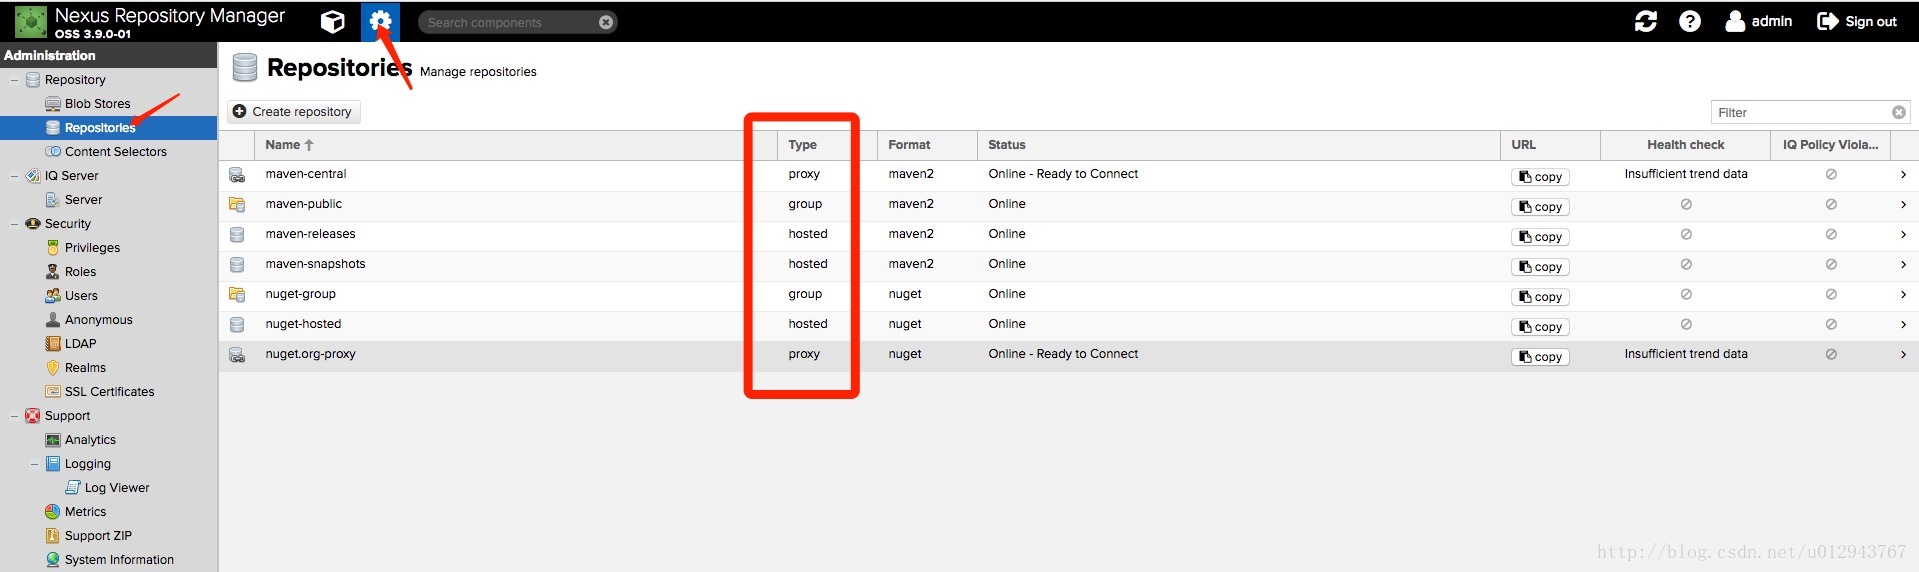 Nexus Repository Manager
OSS 3.9.0-01
Search components
admin
Sign out
Administration
Repository
Blob Stores
Repositories
Content Selectors
IQ Server
Server
Security
Privileges
Roles
Users
Anonymous
LDAP
Realms
SSL Certificates
Support
Analytics
Logging
Log Viewer
Metrics
Support ZIP
System Information
Repositories Manage repositories
Create repository
Filter
Name Type Format Status URL Health check IQ Policy Viola...
maven-central proxy maven2 Online - Ready to Connect copy Insufficient trend data
maven-public group maven2 Online copy
maven-releases hosted maven2 Online copy
maven-snapshots hosted maven2 Online copy
nuget-group group nuget Online copy
nuget-hosted hosted nuget Online copy
nuget.org-proxy proxy nuget Online - Ready to Connect copy Insufficient trend data
http://blog.csdn.net/u012943767